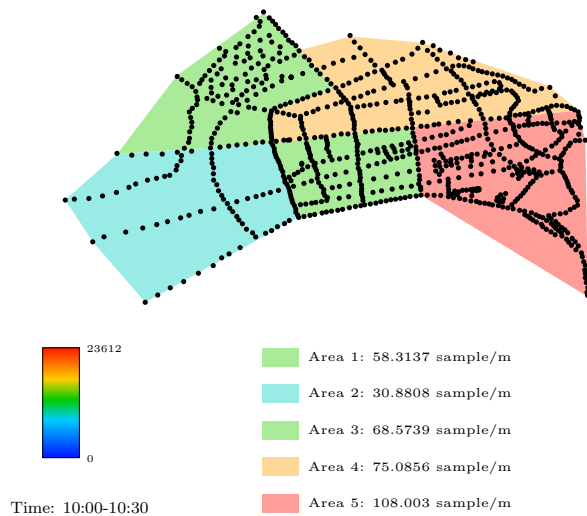 23612
0
Area 1: 58.3137 sample/m
Area 2: 30.8808 sample/m
Area 3: 68.5739 sample/m
Area 4: 75.0856 sample/m
Area 5: 108.003 sample/m
Time: 10:00-10:30